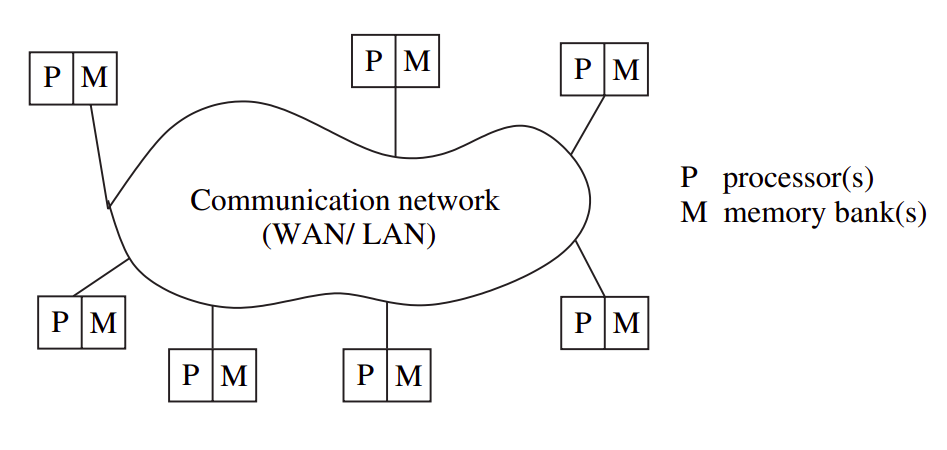 P M
P M
P M
P processor(s)
M memory bank(s)
Communication network
(WAN/ LAN)
P M
P M
P M
P M